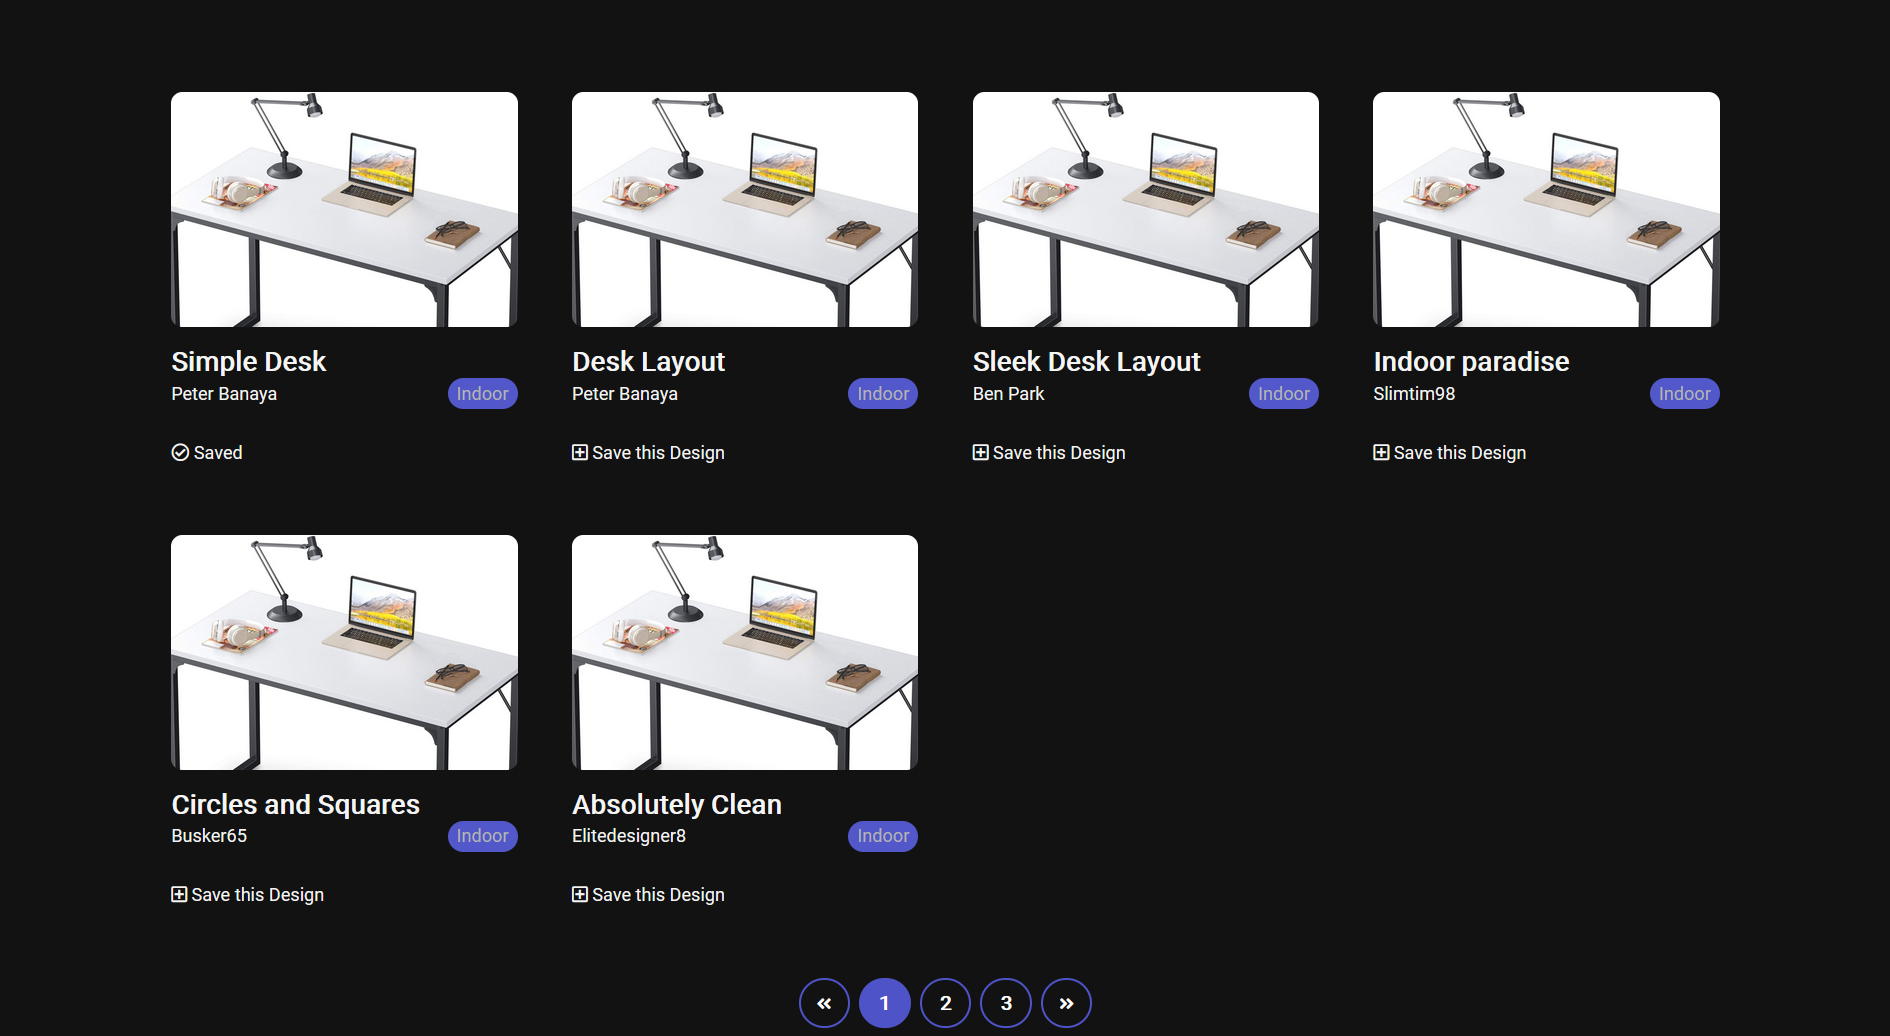 Simple Desk
Peter Banaya
Indoor
Saved
Desk Layout
Peter Banaya
Indoor
Save this Design
Sleek Desk Layout
Ben Park
Indoor
Save this Design
Indoor paradise
Slimtim98
Indoor
Save this Design
Circles and Squares
Busker65
Indoor
Save this Design
Absolutely Clean
Elitedesigner8
Indoor
Save this Design
« 1 2 3 »